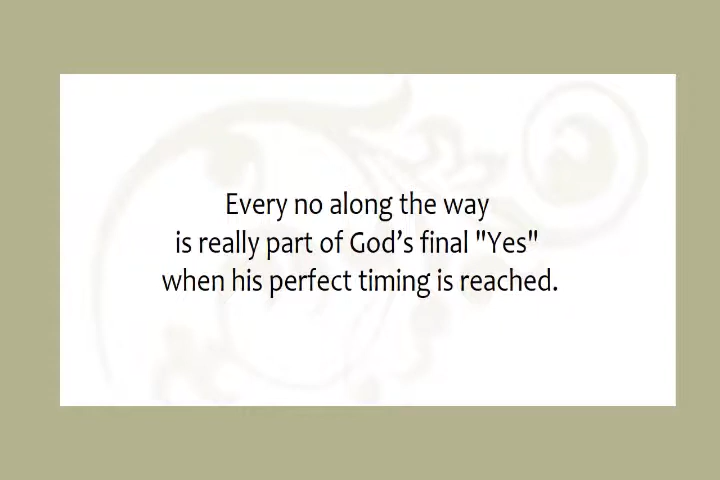 Every no along the way
is really part of God’s final "Yes"
when his perfect timing is reached.